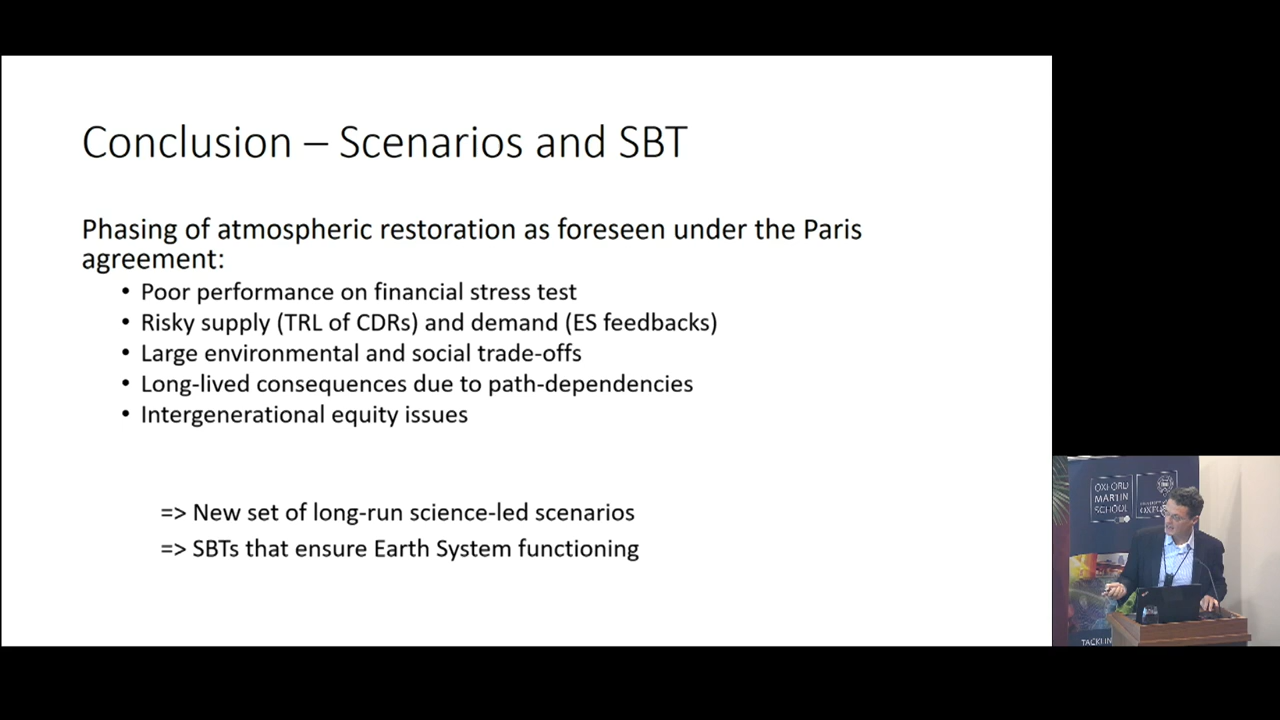 Conclusion – Scenarios and SBT
Phasing of atmospheric restoration as foreseen under the Paris
agreement:
• Poor performance on financial stress test
• Risky supply (TRL of CDRs) and demand (ES feedbacks)
• Large environmental and social trade-offs
• Long-lived consequences due to path-dependencies
• Intergenerational equity issues
=> New set of long-run science-led scenarios
=> SBTs that ensure Earth System functioning
OXFORD
MARTIN
SCHOOL
TACKLIN